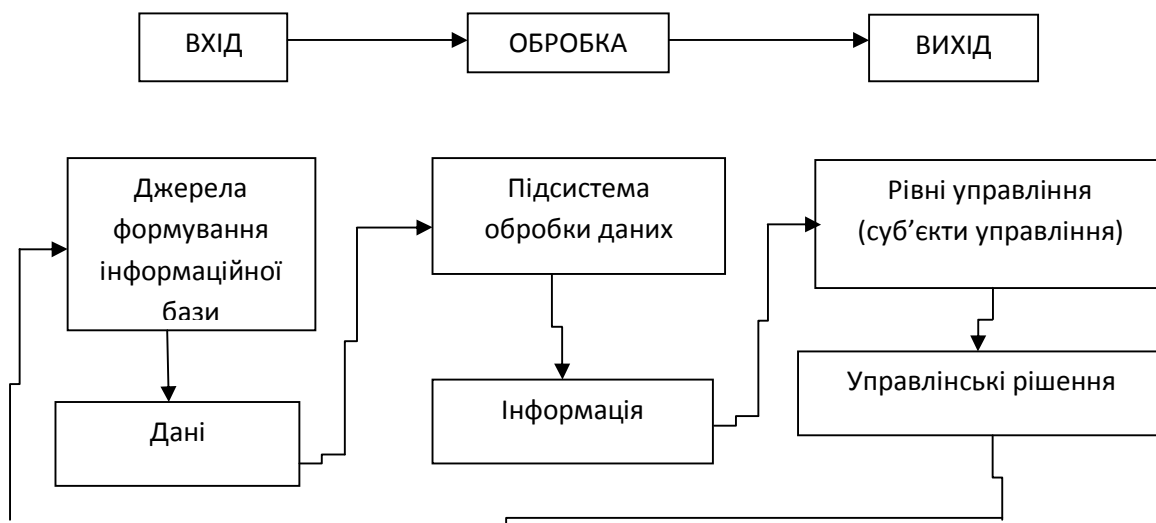 ВХІД
ОБРОБКА
ВИХІД
Джерела
формування
інформаційної
бази
Підсистема
обробки даних
Рівні управління
(суб’єкти управління)
Дані
Інформація
Управлінські рішення